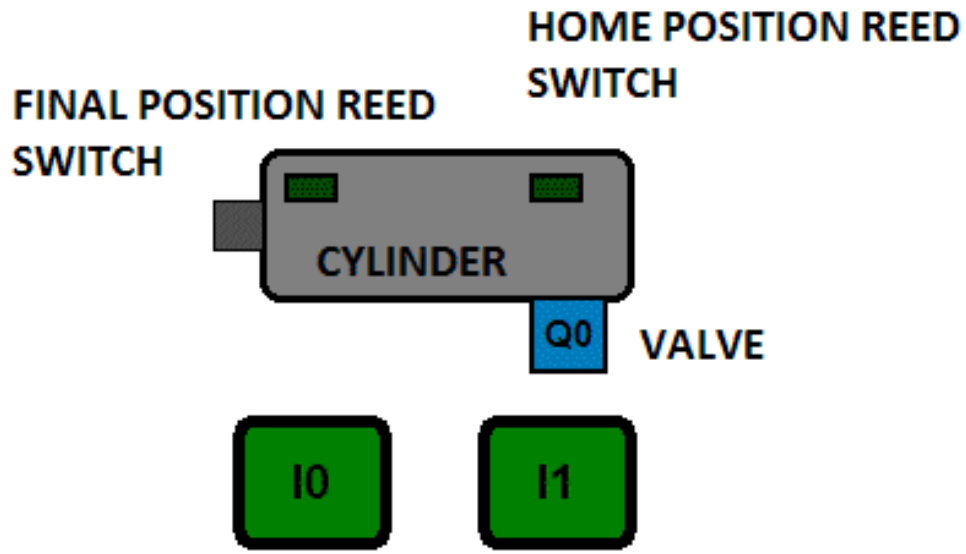 HOME POSITION REED
SWITCH
FINAL POSITION REED
SWITCH
CYLINDER
Q0
VALVE
I0
I1